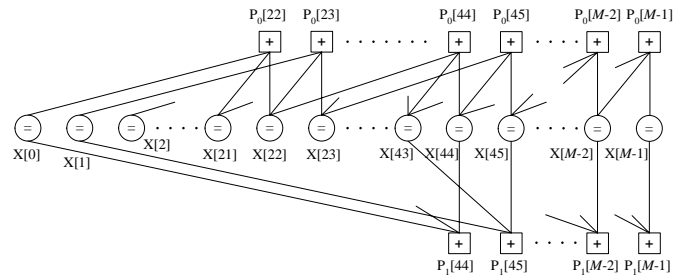 P₀[22] P₀[23] P₀[44] P₀[45] P₀[M-2] P₀[M-1]
+ + . . . . . . . + + . . . . + +
= = = . . . . = = = . . . . = = = . . . . = =
X[0] X[1] X[2] X[21] X[22] X[23] X[43] X[44] X[45] X[M-2] X[M-1]
+ + . . . . + +
P₁[44] P₁[45] P₁[M-2] P₁[M-1]